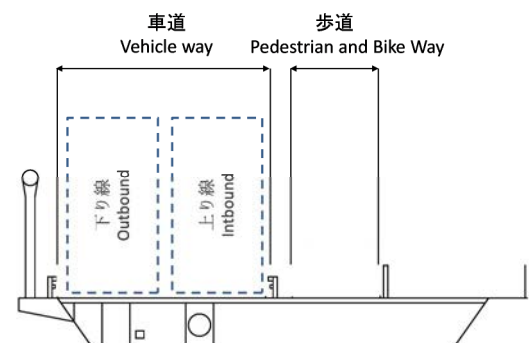 車道
Vehicle way
歩道
Pedestrian and Bike Way
下り線
Outbound
上り線
Intbound